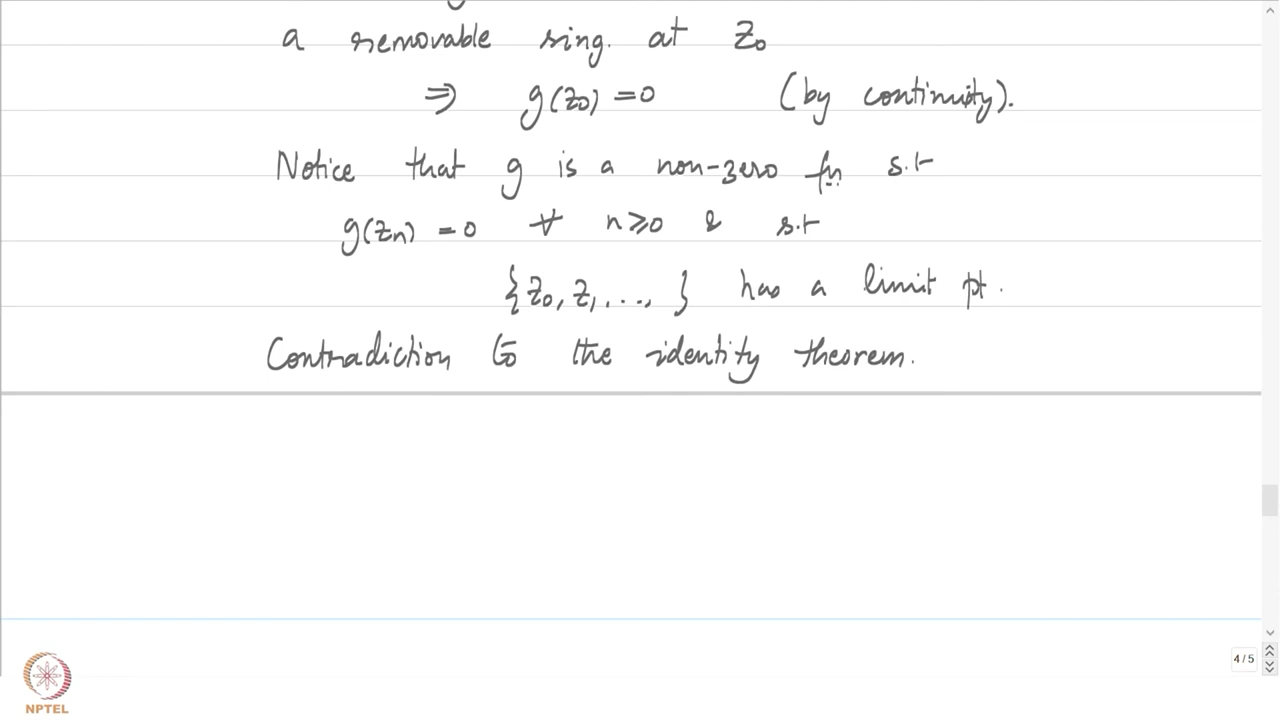 a removable sing. at z₀
⇒ g(z₀) = 0 (by continuity).
Notice that g is a non-zero fn s.t
g(zₙ) = 0 ∀ n ≥ 0 & s.t
{z₀, z₁, ..., } has a limit pt.
Contradiction to the identity theorem.
4 / 5
NPTEL